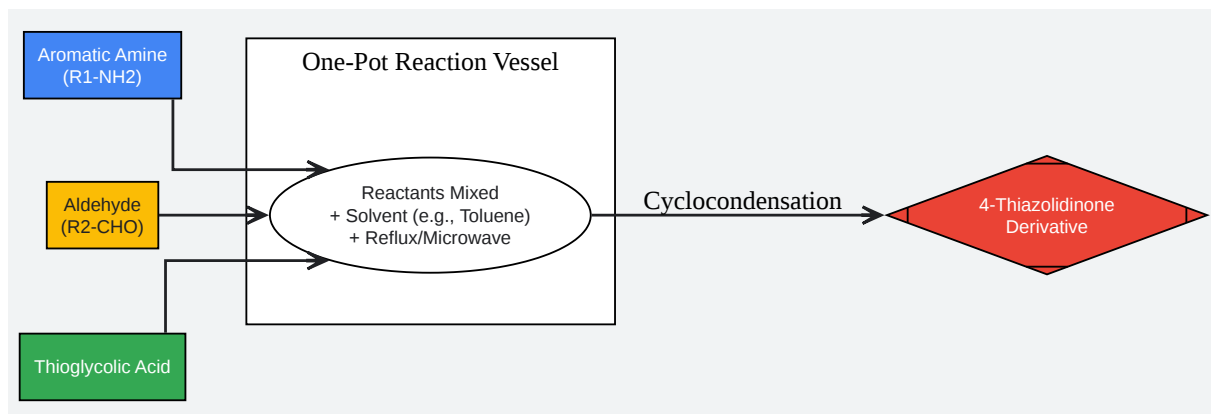 Aromatic Amine
(R1-NH2)
One-Pot Reaction Vessel
Aldehyde
(R2-CHO)
Reactants Mixed
+ Solvent (e.g., Toluene)
+ Reflux/Microwave
Cyclocondensation
4-Thiazolidinone
Derivative
Thioglycolic Acid